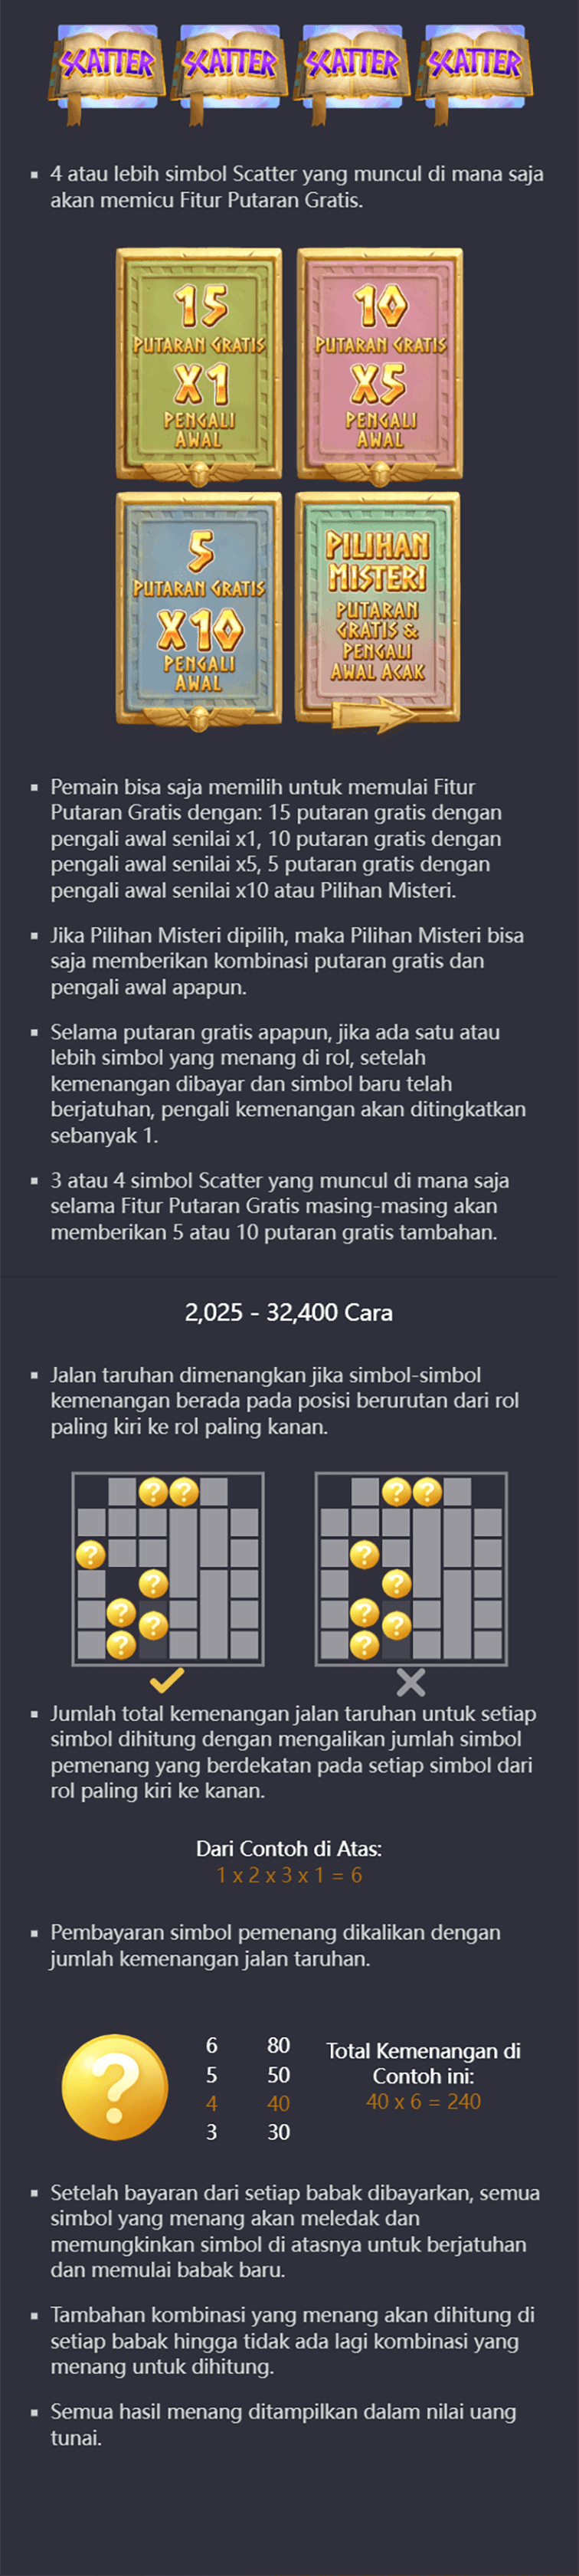 SCATTER SCATTER SCATTER SCATTER
▪ 4 atau lebih simbol Scatter yang muncul di mana saja
akan memicu Fitur Putaran Gratis.
15
PUTARAN GRATIS
X1
PENGALI
AWAL
10
PUTARAN GRATIS
X5
PENGALI
AWAL
5
PUTARAN GRATIS
X10
PENGALI
AWAL
PILIHAN
MISTERI
PUTARAN
GRATIS &
PENGALI
AWAL ACAK
▪ Pemain bisa saja memilih untuk memulai Fitur
Putaran Gratis dengan: 15 putaran gratis dengan
pengali awal senilai x1, 10 putaran gratis dengan
pengali awal senilai x5, 5 putaran gratis dengan
pengali awal senilai x10 atau Pilihan Misteri.
▪ Jika Pilihan Misteri dipilih, maka Pilihan Misteri bisa
saja memberikan kombinasi putaran gratis dan
pengali awal apapun.
▪ Selama putaran gratis apapun, jika ada satu atau
lebih simbol yang menang di rol, setelah
kemenangan dibayar dan simbol baru telah
berjatuhan, pengali kemenangan akan ditingkatkan
sebanyak 1.
▪ 3 atau 4 simbol Scatter yang muncul di mana saja
selama Fitur Putaran Gratis masing-masing akan
memberikan 5 atau 10 putaran gratis tambahan.
2,025 - 32,400 Cara
▪ Jalan taruhan dimenangkan jika simbol-simbol
kemenangan berada pada posisi berurutan dari rol
paling kiri ke rol paling kanan.
? ?
?
?
?
?
?
? ?
?
?
?
?
?
▪ Jumlah total kemenangan jalan taruhan untuk setiap
simbol dihitung dengan mengalikan jumlah simbol
pemenang yang berdekatan pada setiap simbol dari
rol paling kiri ke kanan.
Dari Contoh di Atas:
1 x 2 x 3 x 1 = 6
▪ Pembayaran simbol pemenang dikalikan dengan
jumlah kemenangan jalan taruhan.
?
6 80
5 50
4 40
3 30
Total Kemenangan di
Contoh ini:
40 x 6 = 240
▪ Setelah bayaran dari setiap babak dibayarkan, semua
simbol yang menang akan meledak dan
memungkinkan simbol di atasnya untuk berjatuhan
dan memulai babak baru.
▪ Tambahan kombinasi yang menang akan dihitung di
setiap babak hingga tidak ada lagi kombinasi yang
menang untuk dihitung.
▪ Semua hasil menang ditampilkan dalam nilai uang
tunai.